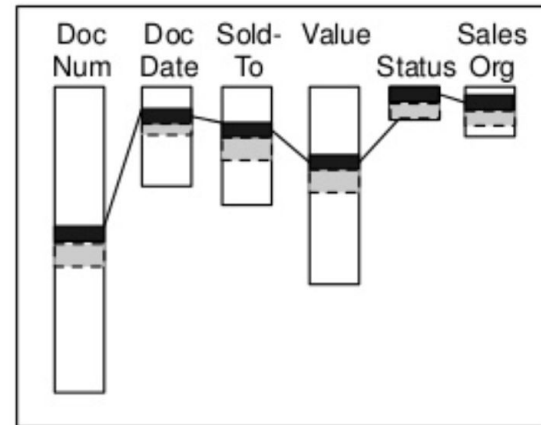 Doc Num
Doc Date
Sold-To
Value
Status
Sales Org